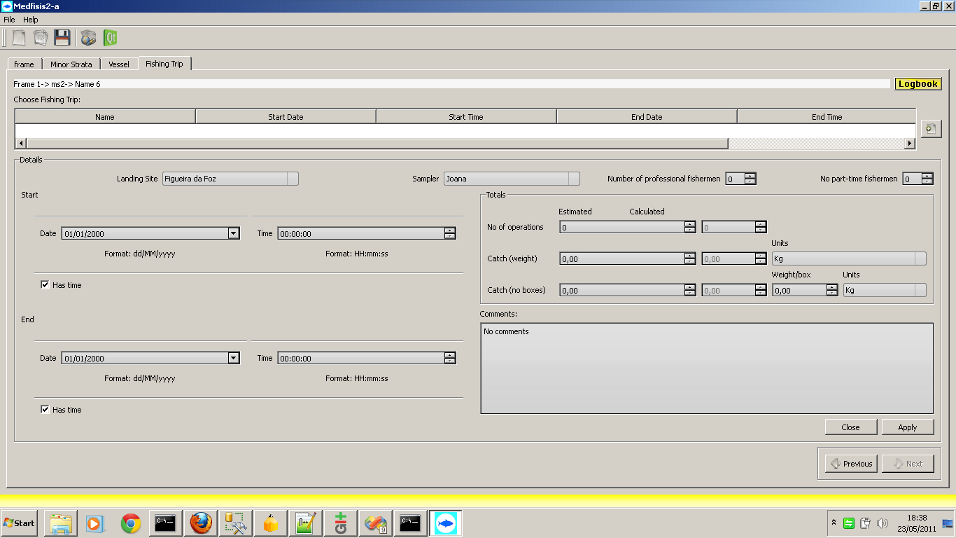 Medfisis2-a
File Help
Frame Minor Strata Vessel Fishing Trip
Frame 1-> ms2-> Name 6 Logbook
Choose Fishing Trip:
Name Start Date Start Time End Date End Time
Details
Landing Site Figueira da Foz Sampler Joana Number of professional fishermen 0 No part-time fishermen 0
Start
Totals
Estimated Calculated
No of operations 0 0
Date 01/01/2000 Time 00:00:00
Format: dd/MM/yyyy Format: HH:mm:ss
Units
Catch (weight) 0,00 0,00 Kg
Weight/box Units
Has time
Catch (no boxes) 0,00 0,00 0,00 Kg
Comments:
No comments
End
Date 01/01/2000 Time 00:00:00
Format: dd/MM/yyyy Format: HH:mm:ss
Has time
Close Apply
Previous Next
Start
18:38
23/05/2011